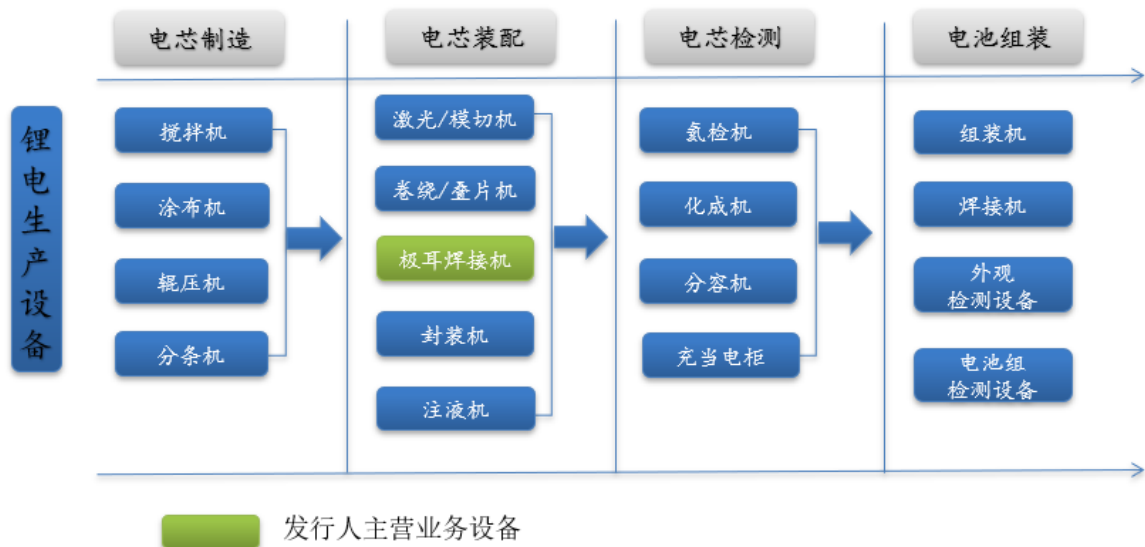 电芯制造
电芯装配
电芯检测
电池组装
锂电生产设备
搅拌机
涂布机
辊压机
分条机
激光/模切机
卷绕/叠片机
极耳焊接机
封装机
注液机
氦检机
化成机
分容机
充当电柜
组装机
焊接机
外观
检测设备
电池组
检测设备
发行人主营业务设备